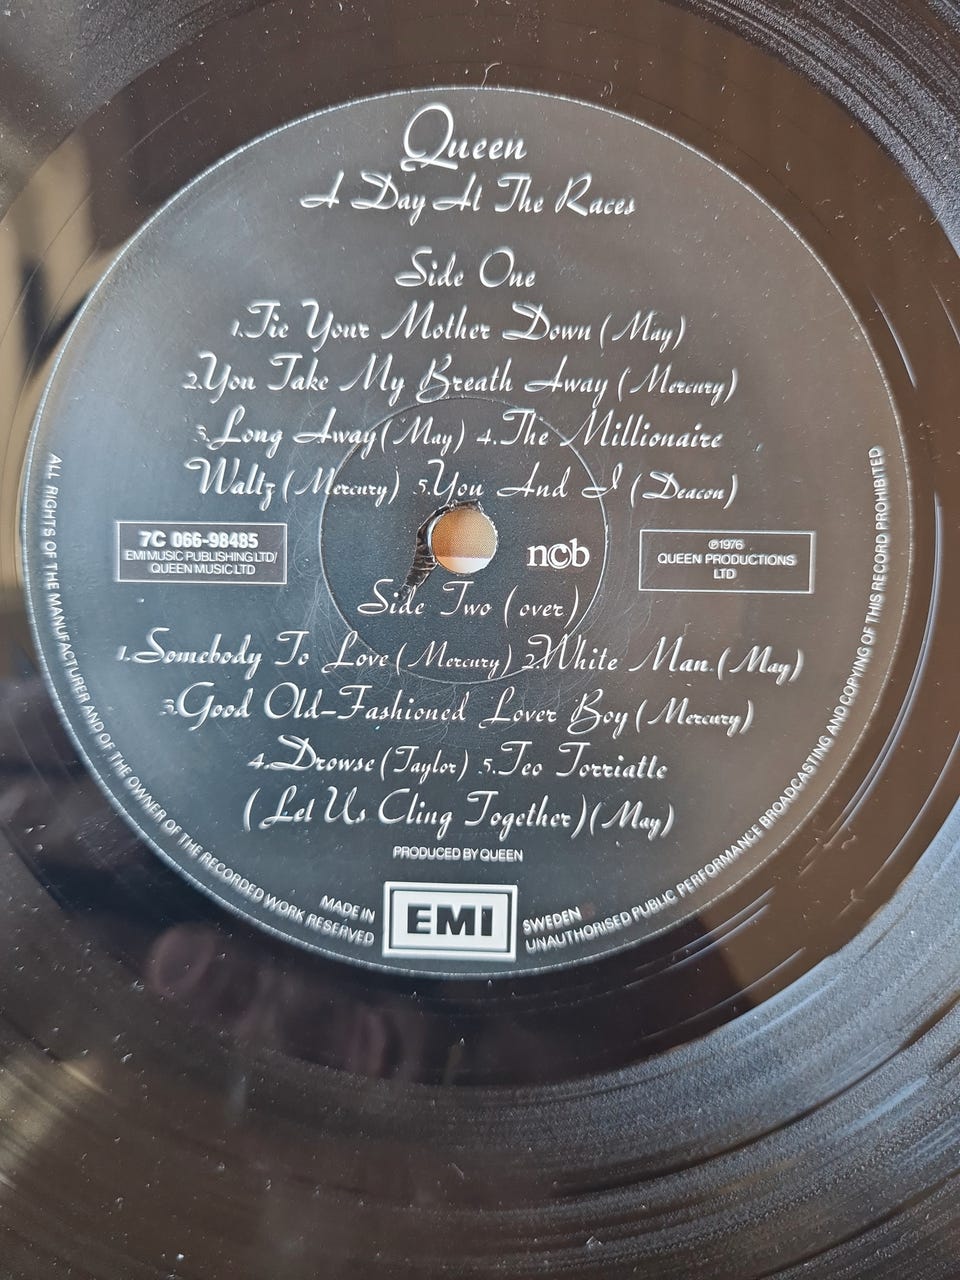 Queen
A Day At The Races
Side One
1.Tie Your Mother Down (May)
2.You Take My Breath Away (Mercury)
3.Long Away (May) 4.The Millionaire
Waltz (Mercury) 5.You And I (Deacon)
7C 066-98485
EMI MUSIC PUBLISHING LTD/
QUEEN MUSIC LTD
ncb
℗1976
QUEEN PRODUCTIONS
LTD
Side Two (over)
1.Somebody To Love (Mercury) 2.White Man.(May)
3.Good Old-Fashioned Lover Boy (Mercury)
4.Drowse (Taylor) 5.Teo Torriatte
(Let Us Cling Together)(May)
PRODUCED BY QUEEN
MADE IN
EMI
SWEDEN
ALL RIGHTS OF THE MANUFACTURER AND OF THE OWNER OF THE RECORDED WORK RESERVED
UNAUTHORISED PUBLIC PERFORMANCE BROADCASTING AND COPYING OF THIS RECORD PROHIBITED